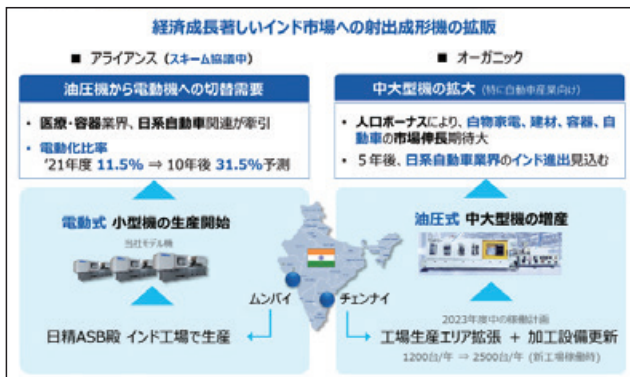 経済成長著しいインド市場への射出成形機の拡販
■ アライアンス（スキーム協議中）
油圧機から電動機への切替需要
• 医療・容器業界、日系自動車関連が牽引
• 電動化比率
'21年度 11.5% ⇒ 10年後 31.5%予測
電動式 小型機の生産開始
当社モデル機
ムンバイ
日精ASB殿 インド工場で生産
■ オーガニック
中大型機の拡大（特に自動車産業向け）
• 人口ボーナスにより、白物家電、建材、容器、自
動車の市場伸長期待大
• 5年後、日系自動車業界のインド進出見込む
油圧式 中大型機の増産
チェンナイ
2023年度中の稼働計画
工場生産エリア拡張 ＋ 加工設備更新
1200台/年 ⇒ 2500台/年（新工場稼働時）